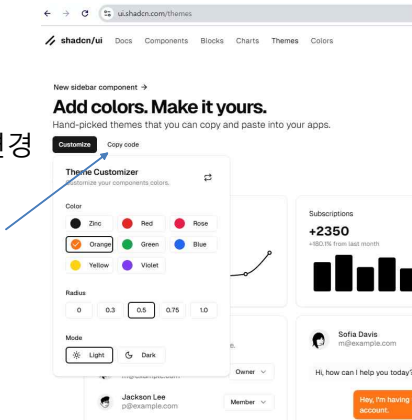 ui.shadcn.com/themes
shadcn/ui Docs Components Blocks Charts Themes Colors
New sidebar component →
Add colors. Make it yours.
Hand-picked themes that you can copy and paste into your apps.
Customize Copy code
Theme Customizer
Customize your components colors.
Color
Zinc Red Rose
Orange Green Blue
Yellow Violet
Radius
0 0.3 0.5 0.75 1.0
Mode
Light Dark
Subscriptions
+2350
+180.1% from last month
Sofia Davis
m@example.com
Hi, how can I help you today?
Hey, I'm having
account.
Owner
m@example.com
Jackson Lee
p@example.com
Member